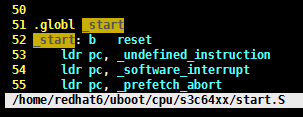 50
51 .globl _start
52 _start: b   reset
53     ldr pc, _undefined_instruction
54     ldr pc, _software_interrupt
55     ldr pc, _prefetch_abort
/home/redhat6/uboot/cpu/s3c64xx/start.S